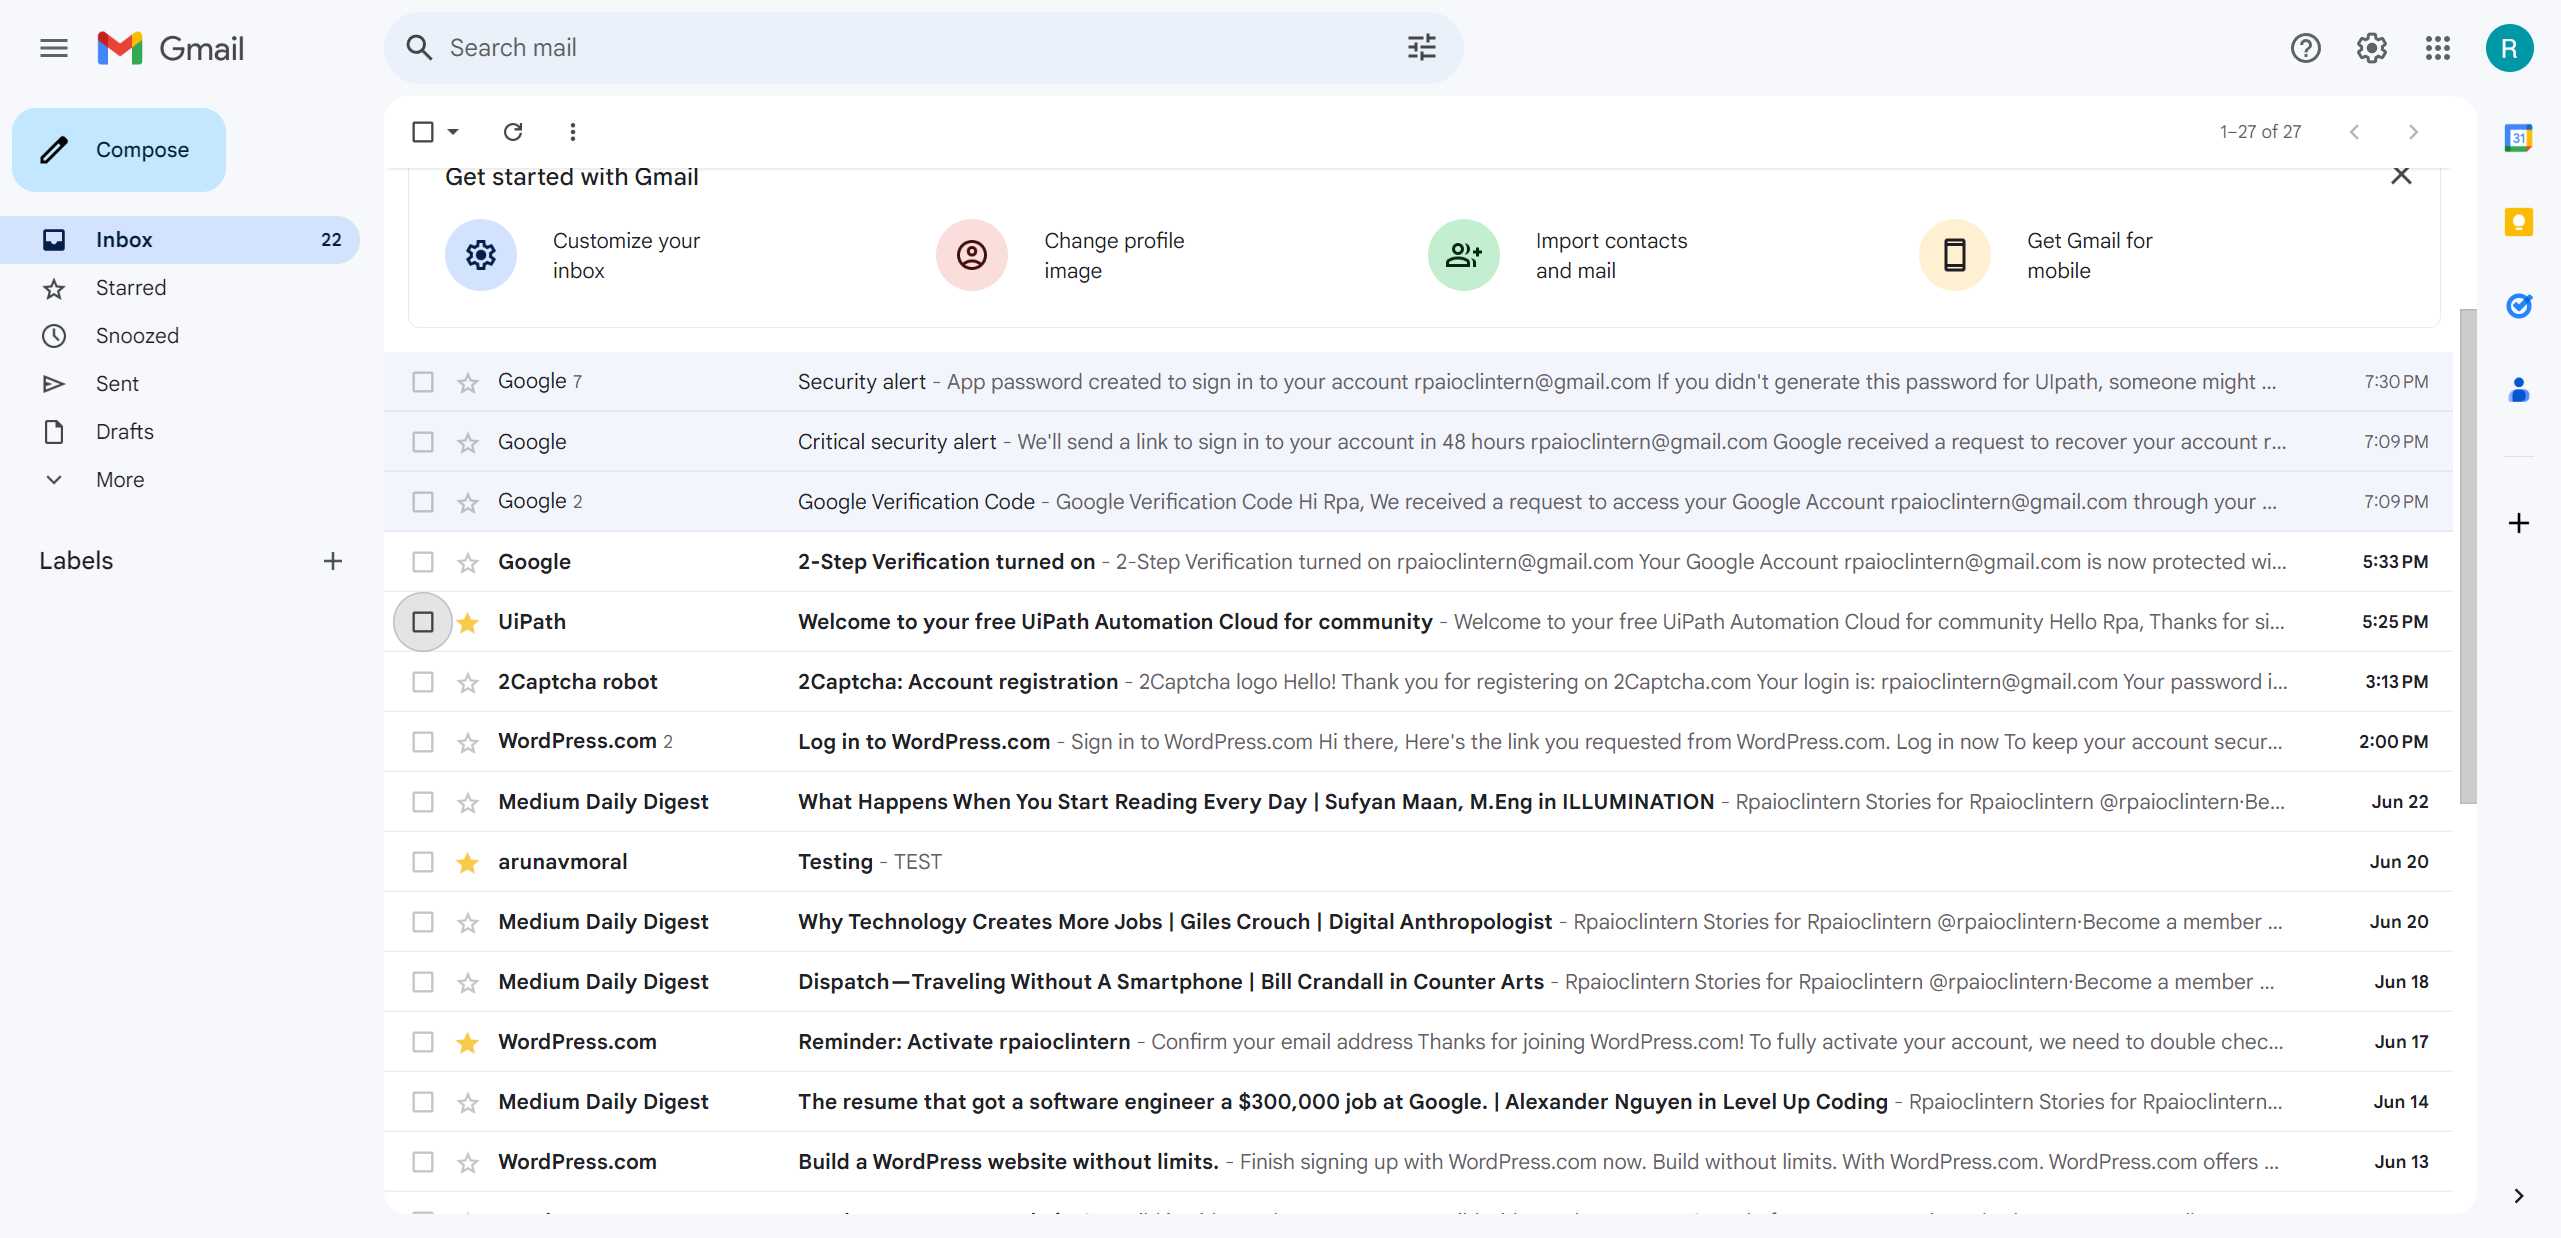 Gmail
Search mail
R
Compose
1–27 of 27
31
Get started with Gmail
Customize your inbox
Change profile image
Import contacts and mail
Get Gmail for mobile
Inbox 22
Starred
Snoozed
Sent
Drafts
More
Labels
Google 7 Security alert - App password created to sign in to your account rpaioclintern@gmail.com If you didn't generate this password for UIpath, someone might ... 7:30 PM
Google Critical security alert - We'll send a link to sign in to your account in 48 hours rpaioclintern@gmail.com Google received a request to recover your account r... 7:09 PM
Google 2 Google Verification Code - Google Verification Code Hi Rpa, We received a request to access your Google Account rpaioclintern@gmail.com through your ... 7:09 PM
Google 2-Step Verification turned on - 2-Step Verification turned on rpaioclintern@gmail.com Your Google Account rpaioclintern@gmail.com is now protected wi... 5:33 PM
UiPath Welcome to your free UiPath Automation Cloud for community - Welcome to your free UiPath Automation Cloud for community Hello Rpa, Thanks for si... 5:25 PM
2Captcha robot 2Captcha: Account registration - 2Captcha logo Hello! Thank you for registering on 2Captcha.com Your login is: rpaioclintern@gmail.com Your password i... 3:13 PM
WordPress.com 2 Log in to WordPress.com - Sign in to WordPress.com Hi there, Here's the link you requested from WordPress.com. Log in now To keep your account secur... 2:00 PM
Medium Daily Digest What Happens When You Start Reading Every Day | Sufyan Maan, M.Eng in ILLUMINATION - Rpaioclintern Stories for Rpaioclintern @rpaioclintern·Be... Jun 22
arunavmoral Testing - TEST Jun 20
Medium Daily Digest Why Technology Creates More Jobs | Giles Crouch | Digital Anthropologist - Rpaioclintern Stories for Rpaioclintern @rpaioclintern·Become a member ... Jun 20
Medium Daily Digest Dispatch—Traveling Without A Smartphone | Bill Crandall in Counter Arts - Rpaioclintern Stories for Rpaioclintern @rpaioclintern·Become a member ... Jun 18
WordPress.com Reminder: Activate rpaioclintern - Confirm your email address Thanks for joining WordPress.com! To fully activate your account, we need to double chec... Jun 17
Medium Daily Digest The resume that got a software engineer a $300,000 job at Google. | Alexander Nguyen in Level Up Coding - Rpaioclintern Stories for Rpaioclintern... Jun 14
WordPress.com Build a WordPress website without limits. - Finish signing up with WordPress.com now. Build without limits. With WordPress.com. WordPress.com offers ... Jun 13